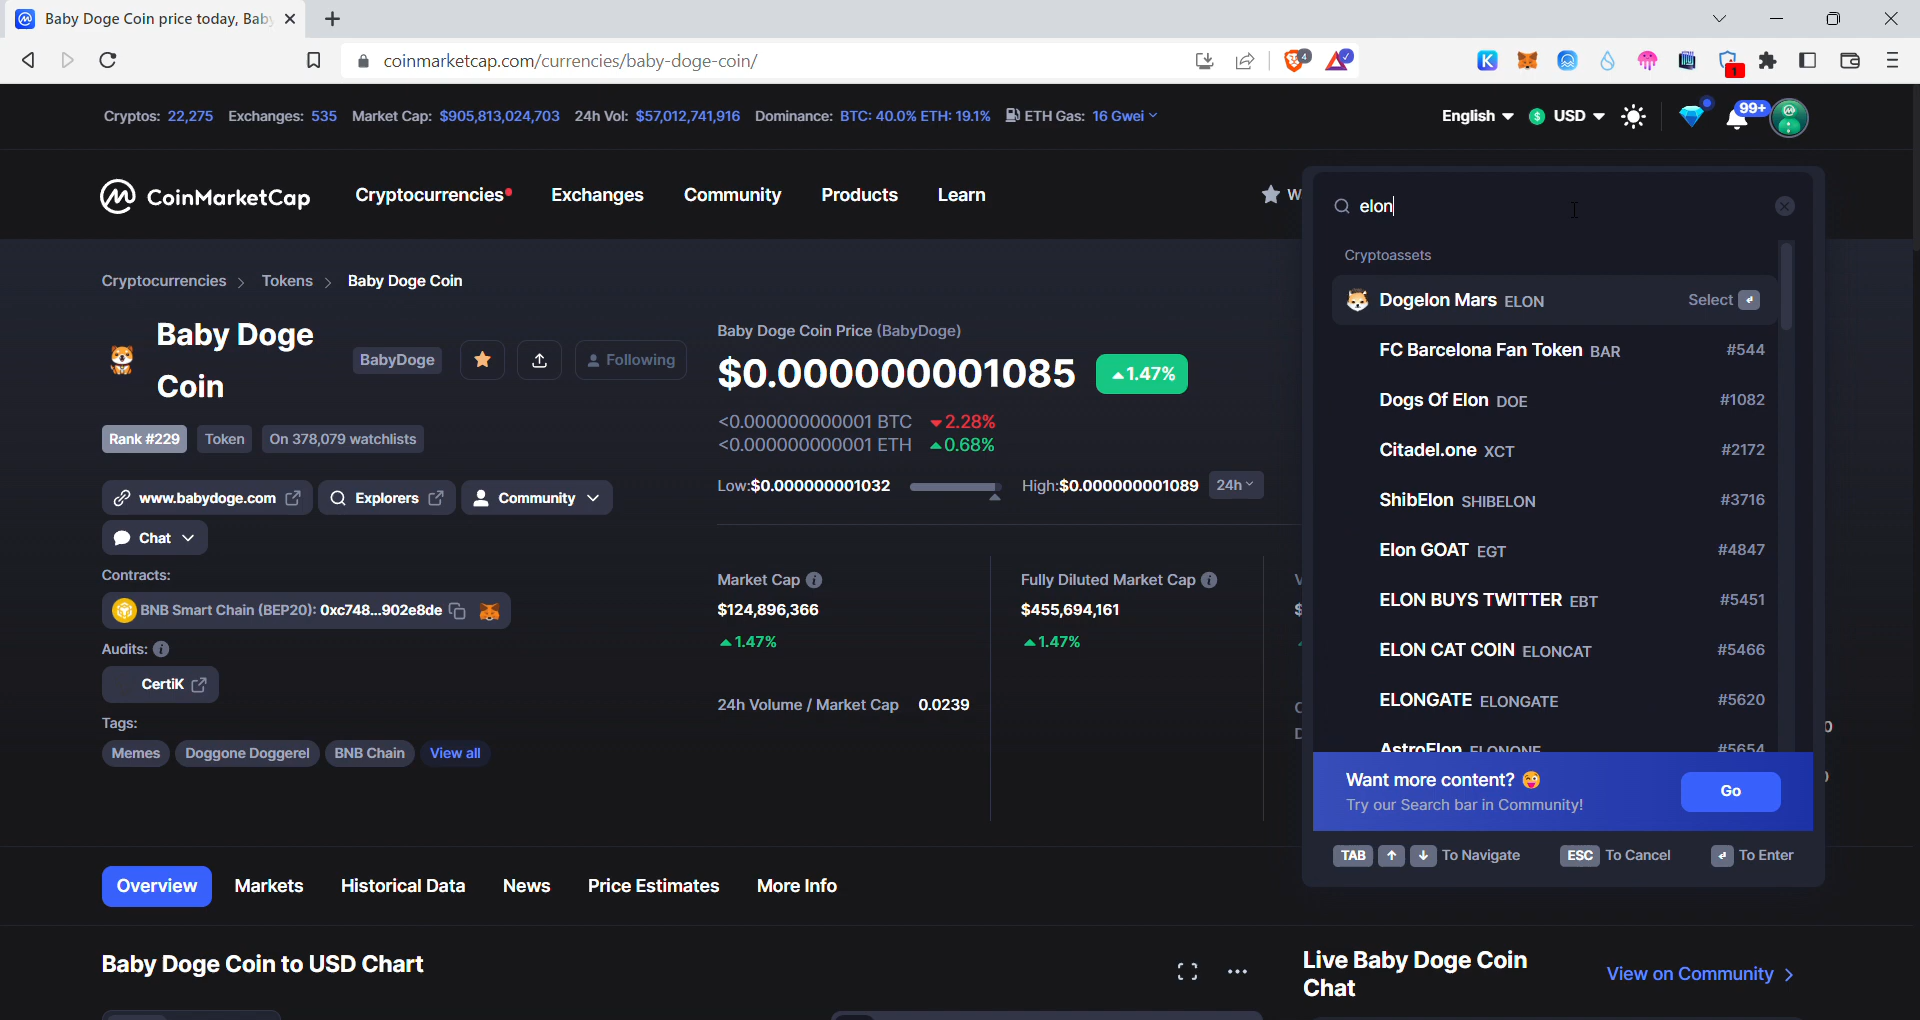 Baby Doge Coin price today, Bab
coinmarketcap.com/currencies/baby-doge-coin/
4
1
Cryptos: 22,275 Exchanges: 535 Market Cap: $905,813,024,703 24h Vol: $57,012,741,916 Dominance: BTC: 40.0% ETH: 19.1% ETH Gas: 16 Gwei
English USD 99+
CoinMarketCap
Cryptocurrencies Exchanges Community Products Learn
W
elon
Cryptoassets
Dogelon Mars ELON Select
FC Barcelona Fan Token BAR #544
Dogs Of Elon DOE #1082
Citadel.one XCT #2172
ShibElon SHIBELON #3716
Elon GOAT EGT #4847
ELON BUYS TWITTER EBT #5451
ELON CAT COIN ELONCAT #5466
ELONGATE ELONGATE #5620
AstroElon ELONONE #5654
Want more content?
Try our Search bar in Community!
Go
TAB To Navigate ESC To Cancel To Enter
Cryptocurrencies > Tokens > Baby Doge Coin
Baby Doge
Coin
BabyDoge
Following
Rank #229 Token On 378,079 watchlists
www.babydoge.com Explorers Community
Chat
Contracts:
BNB Smart Chain (BEP20): 0xc748...902e8de
Audits:
CertiK
Tags:
Memes Doggone Doggerel BNB Chain View all
Baby Doge Coin Price (BabyDoge)
$0.000000001085 1.47%
<0.000000000001 BTC 2.28%
<0.000000000001 ETH 0.68%
Low:$0.000000001032 High:$0.000000001089 24h
Market Cap
$124,896,366
1.47%
24h Volume / Market Cap 0.0239
Fully Diluted Market Cap
$455,694,161
1.47%
Overview Markets Historical Data News Price Estimates More Info
Baby Doge Coin to USD Chart
Live Baby Doge Coin
Chat
View on Community >